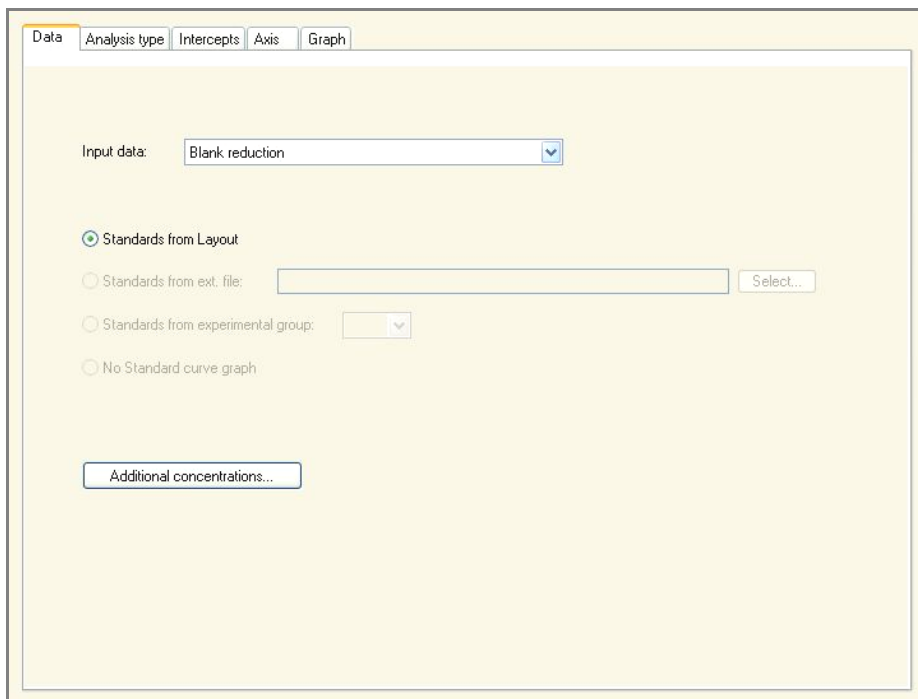 Data Analysis type Intercepts Axis Graph
Input data: Blank reduction
Standards from Layout
Standards from ext. file: Select...
Standards from experimental group:
No Standard curve graph
Additional concentrations...